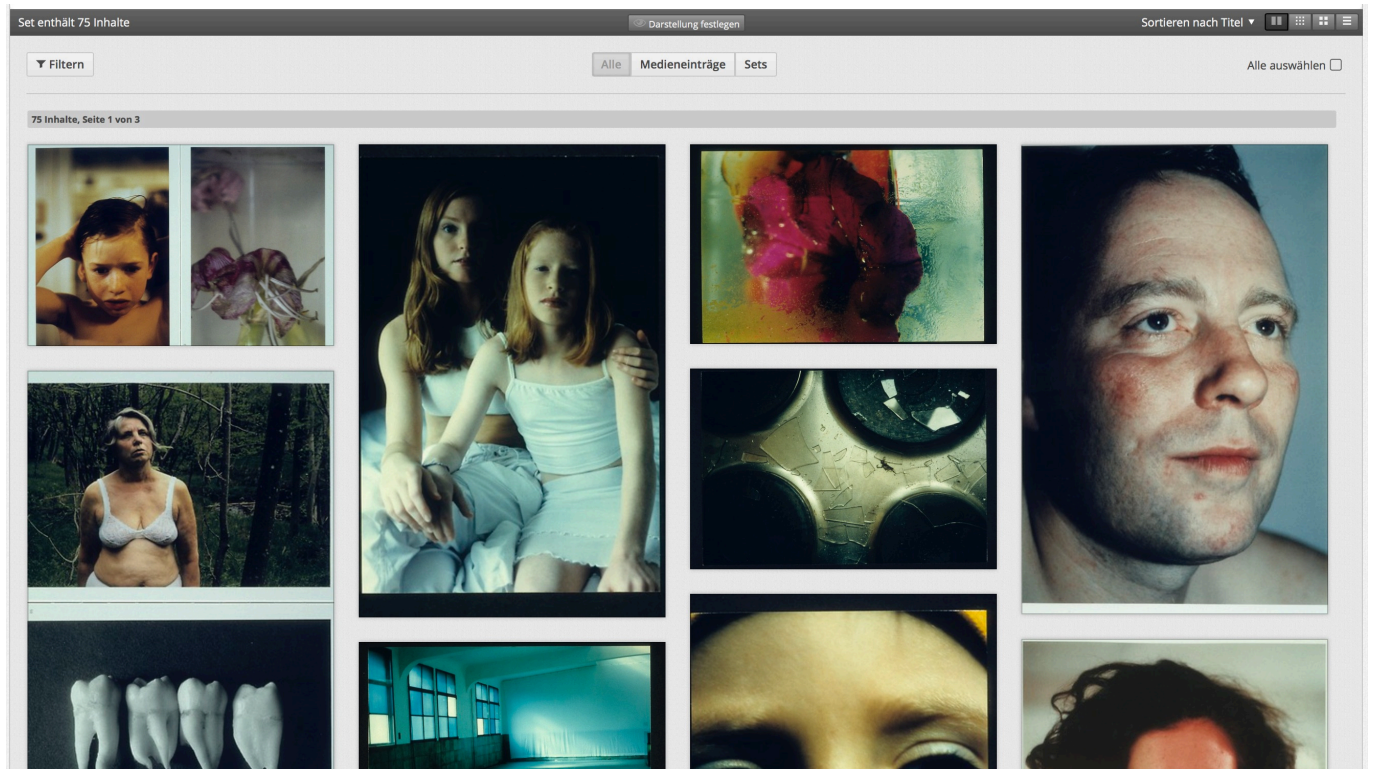 Set enthält 75 Inhalte
Darstellung festlegen
Sortieren nach Titel
Filtern
Alle
Medieneinträge
Sets
Alle auswählen
75 Inhalte, Seite 1 von 3